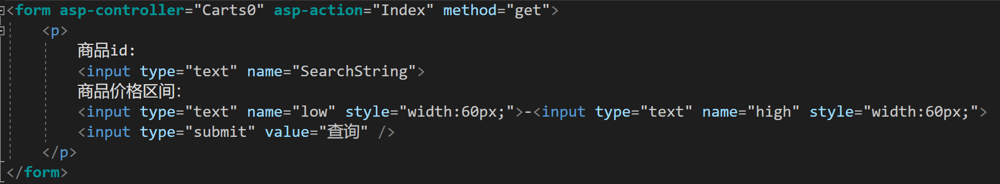 <form asp-controller="Carts0" asp-action="Index" method="get">
<p>
商品id:
<input type="text" name="SearchString">
商品价格区间:
<input type="text" name="low" style="width:60px;">-<input type="text" name="high" style="width:60px;">
<input type="submit" value="查询" />
</p>
</form>